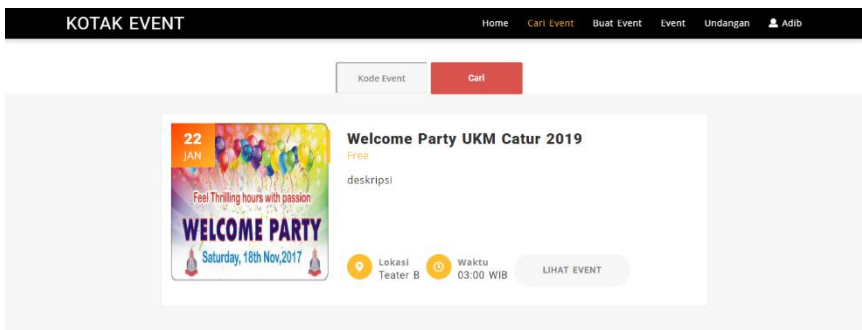 KOTAK EVENT
Home Cari Event Buat Event Event Undangan Adib
Kode Event Cari
22
JAN
Feel Thrilling hours with passion
WELCOME PARTY
Saturday, 18th Nov,2017
Welcome Party UKM Catur 2019
Free
deskripsi
Lokasi
Teater B
Waktu
03:00 WIB
LIHAT EVENT